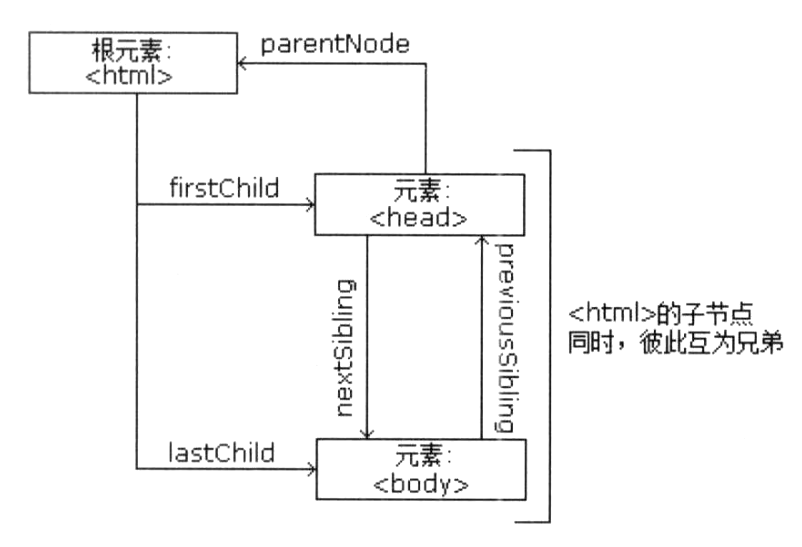 根元素:
<html>
parentNode
firstChild
元素:
<head>
nextSibling
previousSibling
<html>的子节点
同时，彼此互为兄弟
lastChild
元素:
<body>